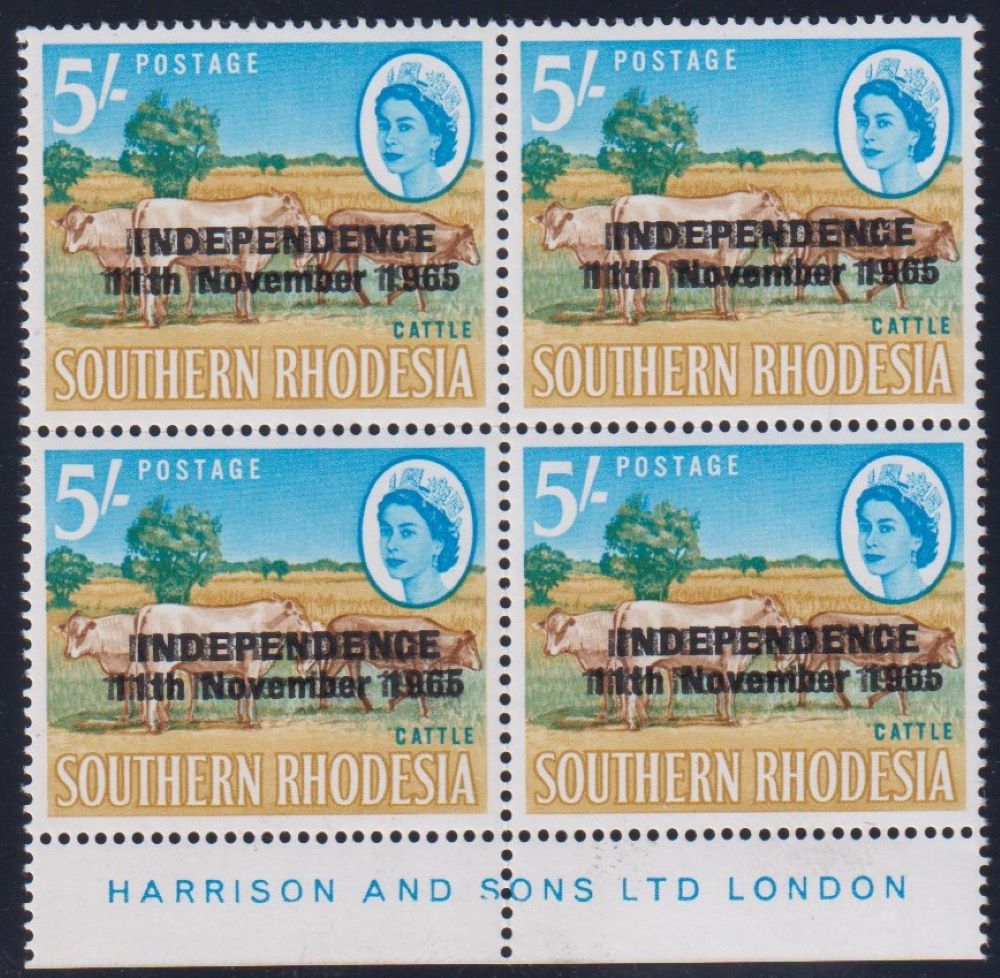 5/- POSTAGE
INDEPENDENCE
11th November 1965
CATTLE
SOUTHERN RHODESIA
5/- POSTAGE
INDEPENDENCE
11th November 1965
CATTLE
SOUTHERN RHODESIA
5/- POSTAGE
INDEPENDENCE
11th November 1965
CATTLE
SOUTHERN RHODESIA
5/- POSTAGE
INDEPENDENCE
11th November 1965
CATTLE
SOUTHERN RHODESIA
HARRISON AND SONS LTD LONDON